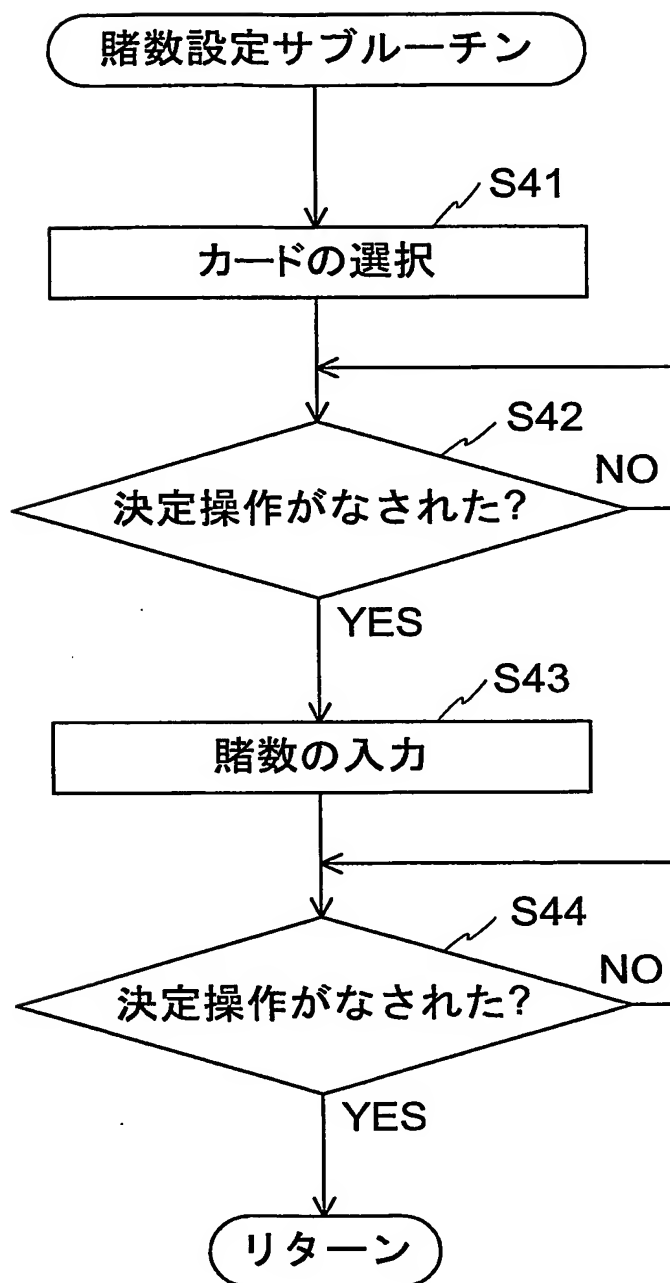 賭数設定サブルーチン
S41
カードの選択
S42
決定操作がなされた?
NO
YES
S43
賭数の入力
S44
決定操作がなされた?
NO
YES
リターン